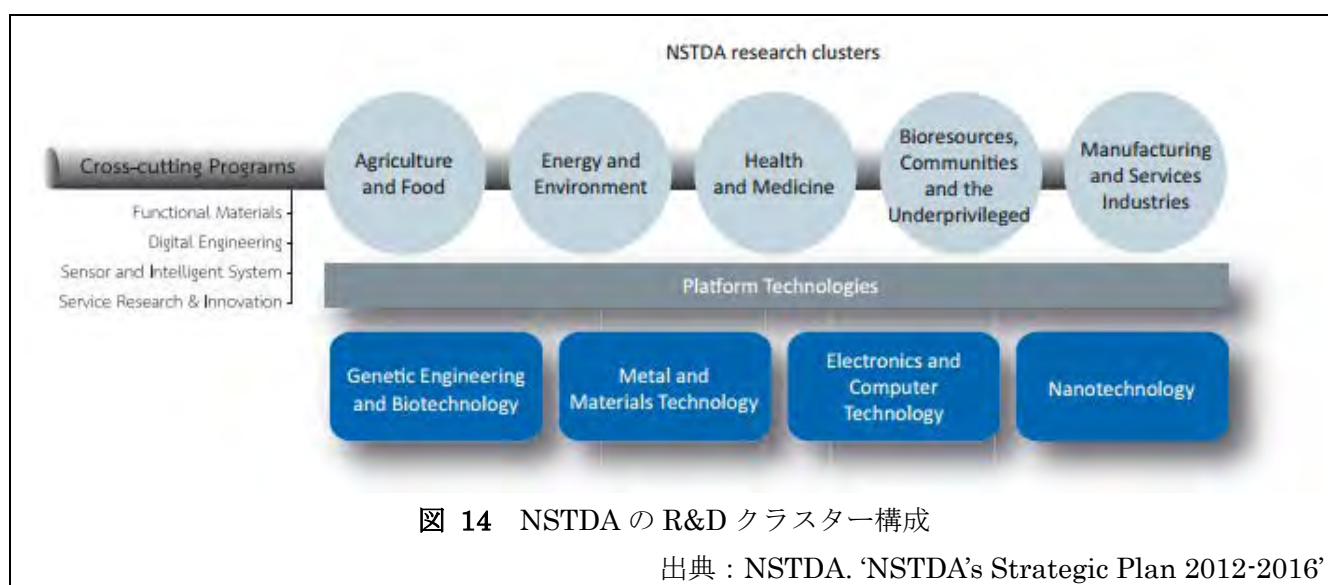 NSTDA research clusters
Cross-cutting Programs
Functional Materials
Digital Engineering
Sensor and Intelligent System
Service Research & Innovation
Agriculture
and Food
Energy and
Environment
Health
and Medicine
Bioresources,
Communities
and the
Underprivileged
Manufacturing
and Services
Industries
Platform Technologies
Genetic Engineering
and Biotechnology
Metal and
Materials Technology
Electronics and
Computer
Technology
Nanotechnology
図 14 NSTDA の R&D クラスター構成
出典：NSTDA. ‘NSTDA’s Strategic Plan 2012-2016’